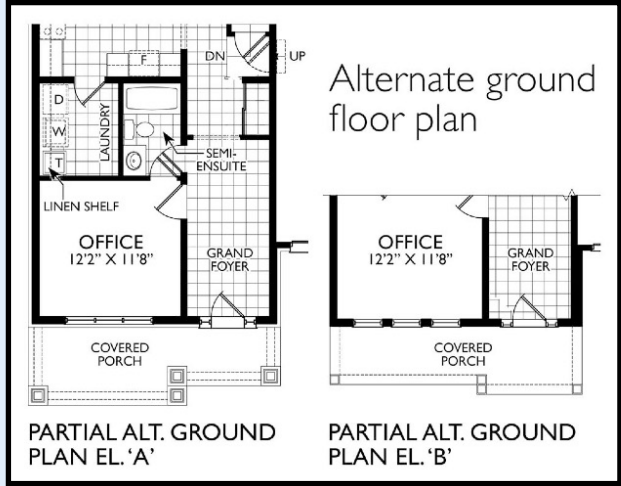 Alternate ground
floor plan
F
DN
UP
D
W
T
LAUNDRY
SEMI-
ENSUITE
LINEN SHELF
OFFICE
12'2" X 11'8"
GRAND
FOYER
COVERED
PORCH
PARTIAL ALT. GROUND
PLAN EL. 'A'
OFFICE
12'2" X 11'8"
GRAND
FOYER
COVERED
PORCH
PARTIAL ALT. GROUND
PLAN EL. 'B'